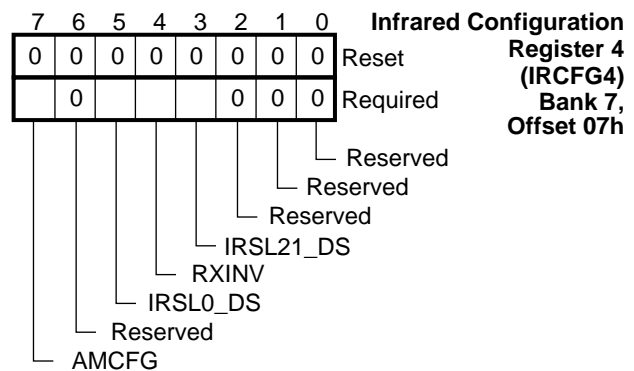 7 6 5 4 3 2 1 0
Infrared Configuration
Register 4
(IRCFG4)
Bank 7,
Offset 07h
0 0 0 0 0 0 0 0 Reset
0 0 0 0 Required
Reserved
Reserved
Reserved
IRSL21_DS
RXINV
IRSL0_DS
Reserved
AMCFG